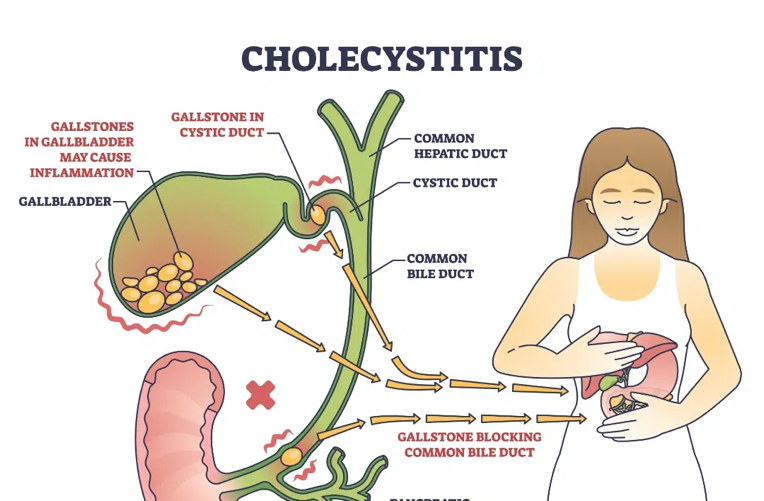 CHOLECYSTITIS
GALLSTONES
IN GALLBLADDER
MAY CAUSE
INFLAMMATION
GALLBLADDER
GALLSTONE IN
CYSTIC DUCT
COMMON
HEPATIC DUCT
CYSTIC DUCT
COMMON
BILE DUCT
GALLSTONE BLOCKING
COMMON BILE DUCT
PANCREATIC